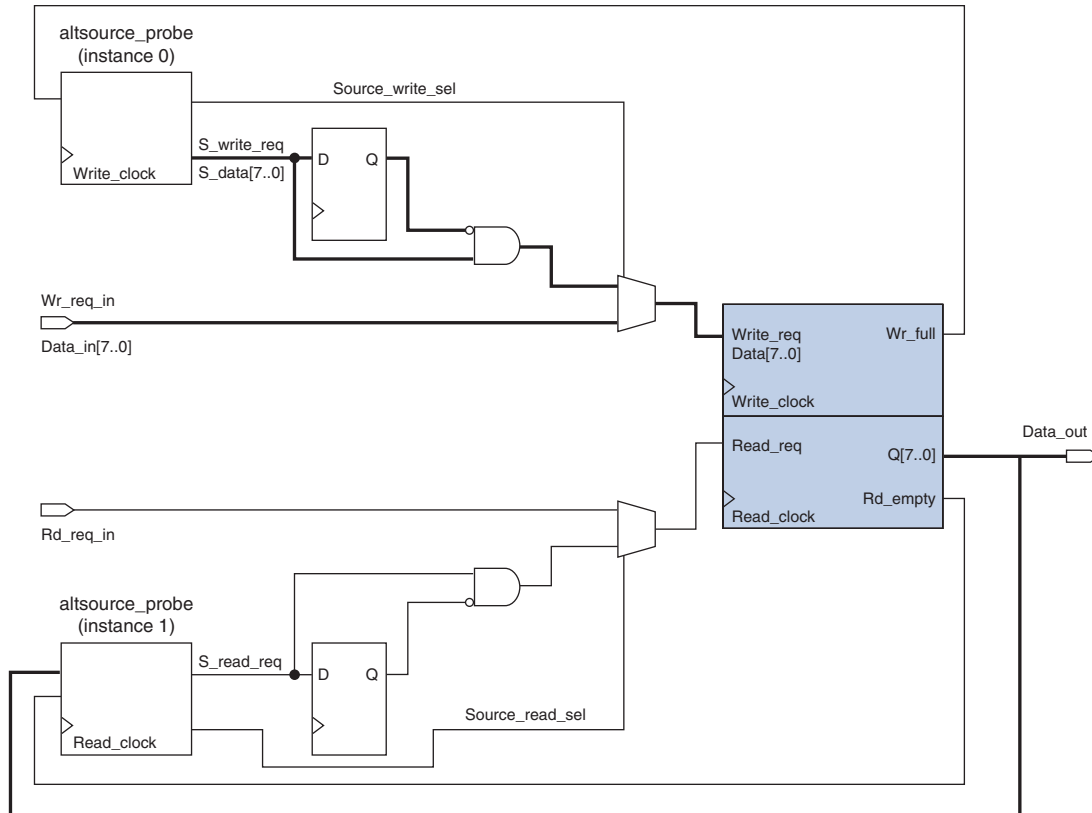 altsource_probe
(instance 0)
Source_write_sel
S_write_req
D Q
Write_clock
S_data[7..0]
Wr_req_in
Data_in[7..0]
Write_req
Wr_full
Data[7..0]
Write_clock
Data_out
Read_req
Q[7..0]
Rd_empty
Read_clock
Rd_req_in
altsource_probe
(instance 1)
S_read_req
D Q
Source_read_sel
Read_clock